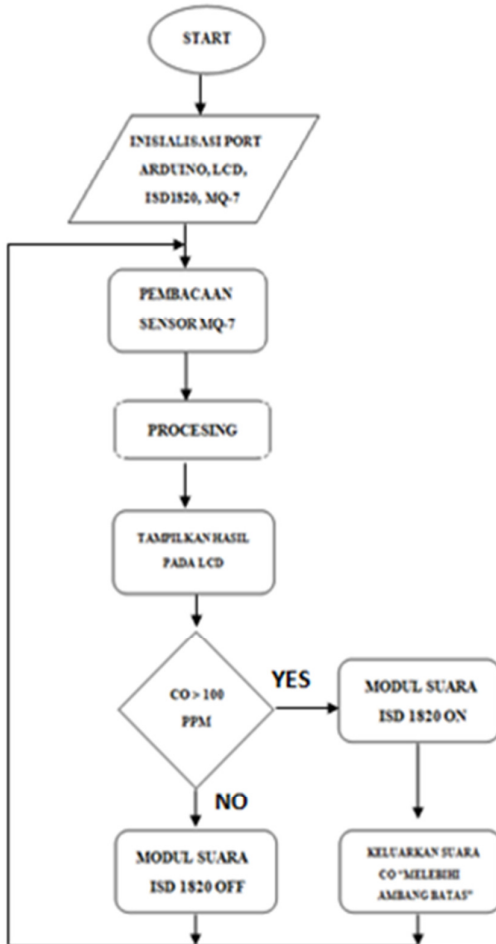 START
INISIALISASI PORT
ARDUINO, LCD,
ISD1820, MQ-7
PEMBACAAN
SENSOR MQ-7
PROCESING
TAMPILKAN HASIL
PADA LCD
CO > 100
PPM
YES
MODUL SUARA
ISD 1820 ON
NO
MODUL SUARA
ISD 1820 OFF
KELUARKAN SUARA
CO "MELEBIHI
AMBANG BATAS"